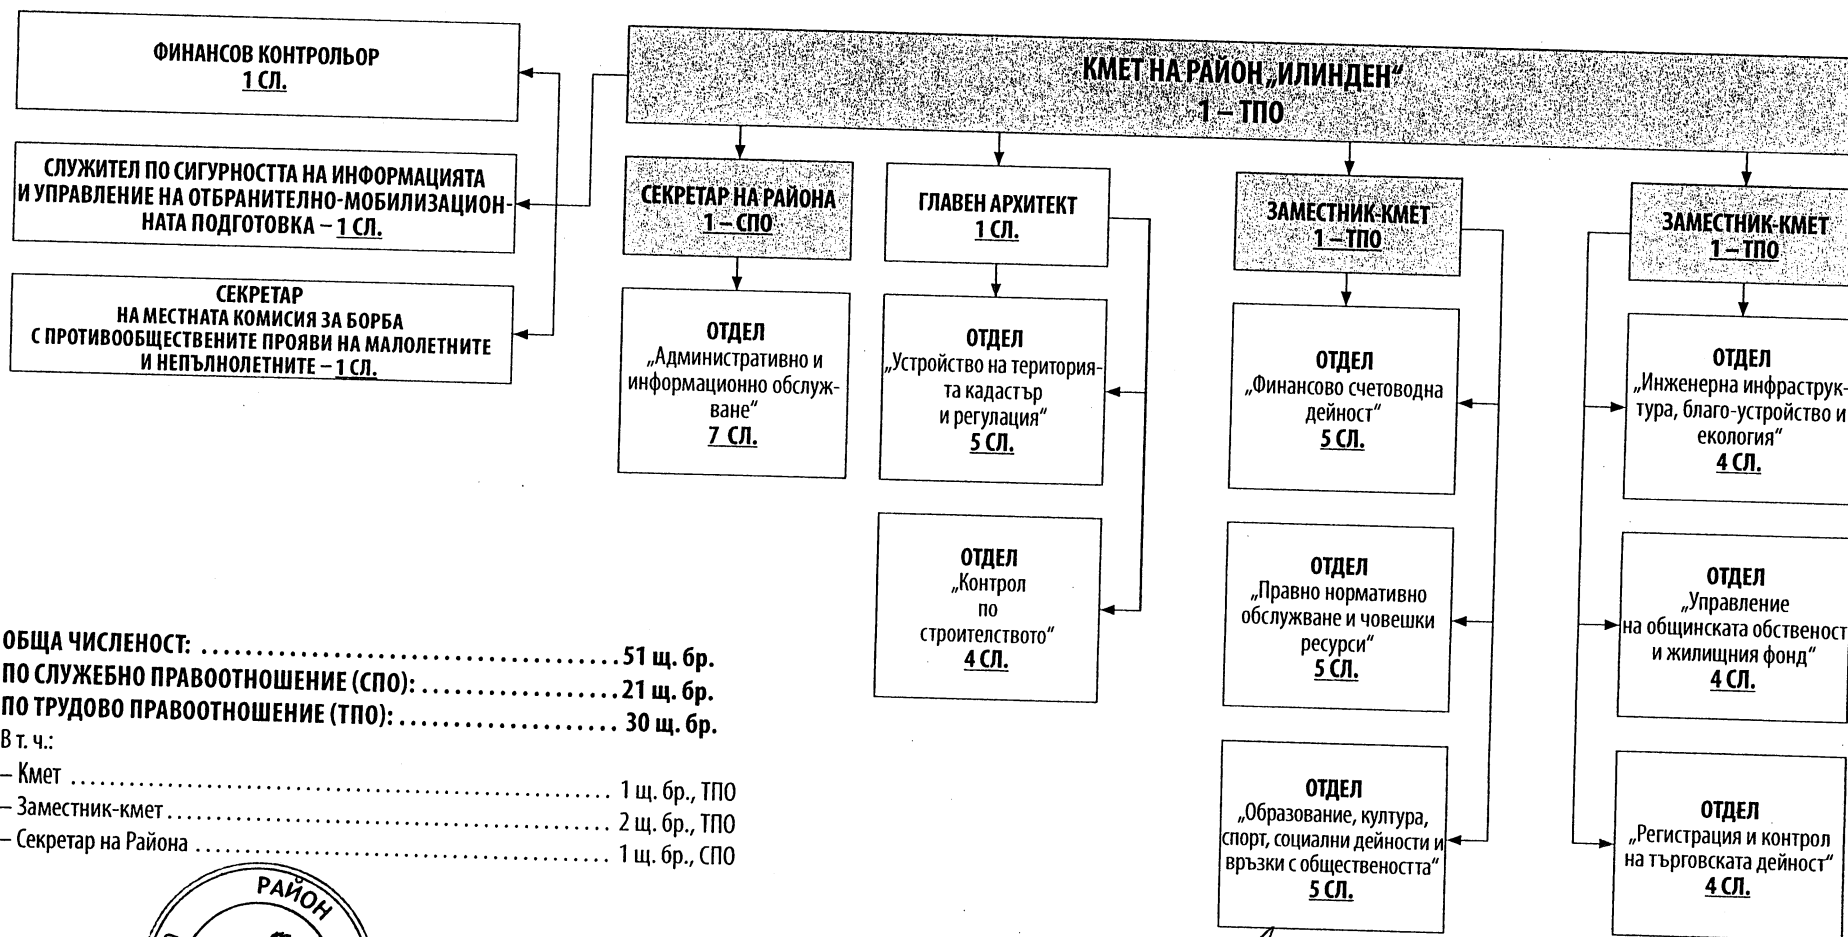 ФИНАНСОВ КОНТРОЛЬОР
1 СЛ.
СЛУЖИТЕЛ ПО СИГУРНОСТТА НА ИНФОРМАЦИЯТА
И УПРАВЛЕНИЕ НА ОТБРАНИТЕЛНО-МОБИЛИЗАЦИОН-
НАТА ПОДГОТОВКА – 1 СЛ.
СЕКРЕТАР
НА МЕСТНАТА КОМИСИЯ ЗА БОРБА
С ПРОТИВООБЩЕСТВЕНИТЕ ПРОЯВИ НА МАЛОЛЕТНИТЕ
И НЕПЪЛНОЛЕТНИТЕ – 1 СЛ.
КМЕТ НА РАЙОН „ИЛИНДЕН“
1 – ТПО
СЕКРЕТАР НА РАЙОНА
1 – СПО
ОТДЕЛ
„Административно и
информационно обслуж-
ване“
7 СЛ.
ГЛАВЕН АРХИТЕКТ
1 СЛ.
ОТДЕЛ
„Устройство на територия-
та кадастър
и регулация“
5 СЛ.
ОТДЕЛ
„Контрол
по
строителството“
4 СЛ.
ЗАМЕСТНИК-КМЕТ
1 – ТПО
ОТДЕЛ
„Финансово счетоводна
дейност“
5 СЛ.
ОТДЕЛ
„Правно нормативно
обслужване и човешки
ресурси“
5 СЛ.
ОТДЕЛ
„Образование, култура,
спорт, социални дейности и
връзки с обществеността“
5 СЛ.
ЗАМЕСТНИК-КМЕТ
1 – ТПО
ОТДЕЛ
„Инженерна инфраструк-
тура, благо-устройство и
екология“
4 СЛ.
ОТДЕЛ
„Управление
на общинската обственост
и жилищния фонд“
4 СЛ.
ОТДЕЛ
„Регистрация и контрол
на търговската дейност“
4 СЛ.
ОБЩА ЧИСЛЕНОСТ: ..................................... 51 щ. бр.
ПО СЛУЖЕБНО ПРАВООТНОШЕНИЕ (СПО): ................. 21 щ. бр.
ПО ТРУДОВО ПРАВООТНОШЕНИЕ (ТПО): ................... 30 щ. бр.
В т. ч.:
– Кмет ...................................................... 1 щ. бр., ТПО
– Заместник-кмет ............................................ 2 щ. бр., ТПО
– Секретар на Района ........................................ 1 щ. бр., СПО
РАЙОН